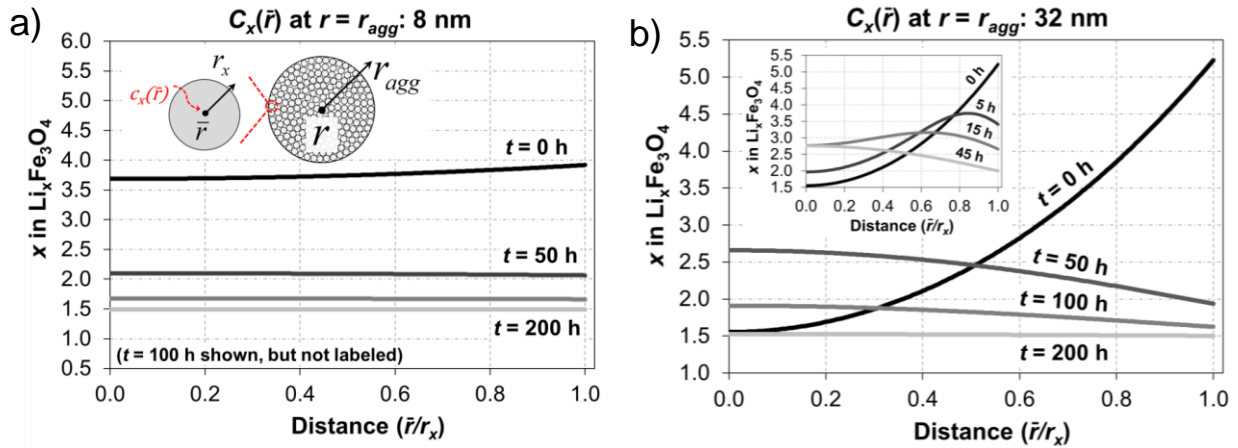 a)
C_x(r̄) at r = r_agg: 8 nm
6.0
5.5
5.0
4.5
4.0
3.5
3.0
2.5
2.0
1.5
1.0
0.5
x in Li_xFe_3O_4
r_x
c_x(r̄)
r̄
r_agg
r
t = 0 h
t = 50 h
t = 200 h
(t = 100 h shown, but not labeled)
0.0 0.2 0.4 0.6 0.8 1.0
Distance (r̄/r_x)
b)
C_x(r̄) at r = r_agg: 32 nm
5.5
5.0
4.5
4.0
3.5
3.0
2.5
2.0
1.5
1.0
x in Li_xFe_3O_4
5.5
5.0
4.5
4.0
3.5
3.0
2.5
2.0
1.5
x in Li_xFe_3O_4
0 h
5 h
15 h
45 h
0.0 0.2 0.4 0.6 0.8 1.0
Distance (r̄/r_x)
t = 0 h
t = 50 h
t = 100 h
t = 200 h
0.0 0.2 0.4 0.6 0.8 1.0
Distance (r̄/r_x)